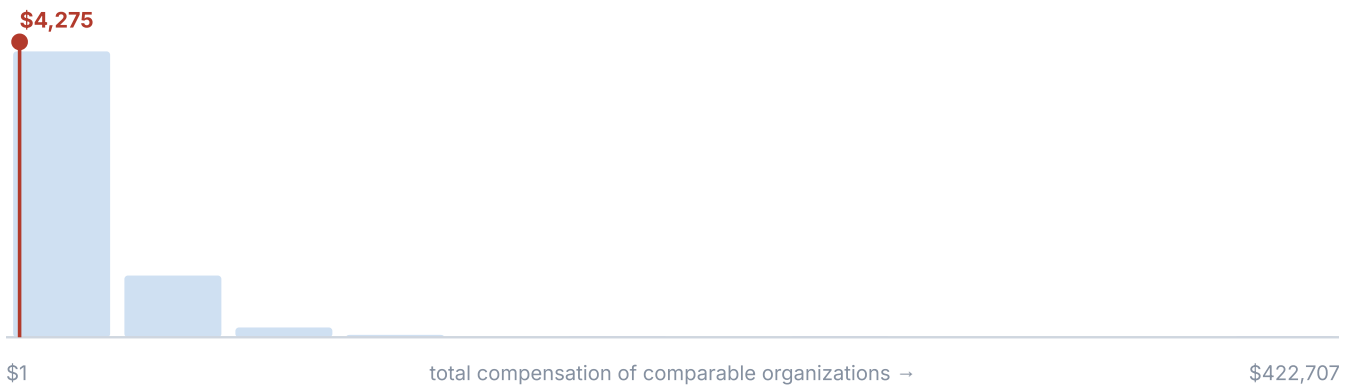 $4,275
$1
total compensation of comparable organizations →
$422,707